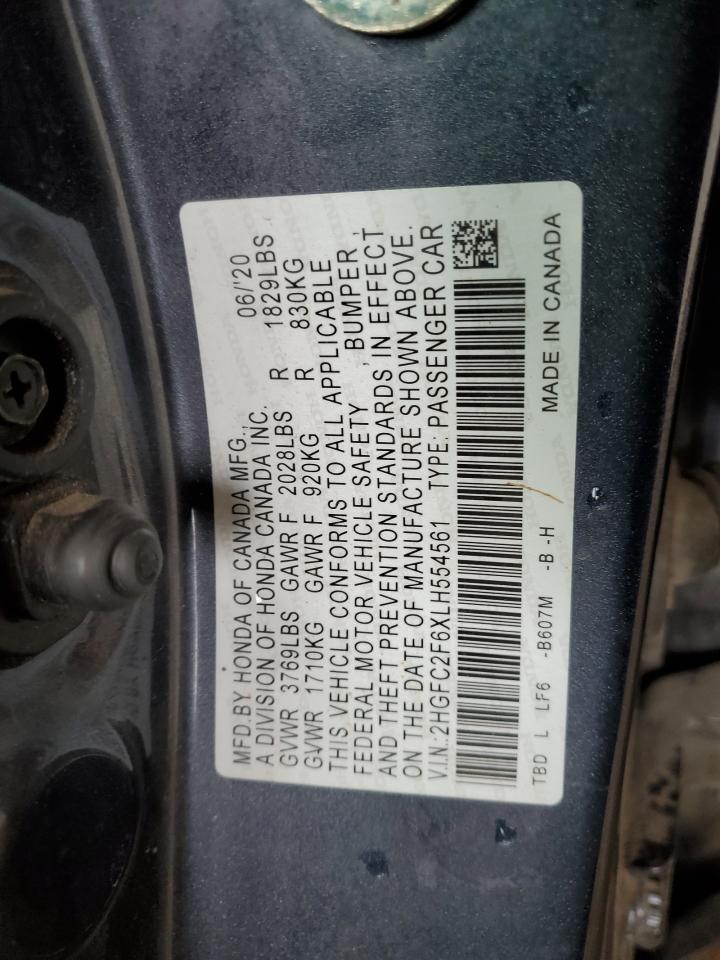 MFD.BY HONDA OF CANADA MFG., 06/'20
A DIVISION OF HONDA CANADA INC.
GVWR 3769LBS GAWR F 2028LBS R 1829LBS
GVWR 1710KG GAWR F 920KG R 830KG
THIS VEHICLE CONFORMS TO ALL APPLICABLE
FEDERAL MOTOR VEHICLE SAFETY , BUMPER ,
AND THEFT PREVENTION STANDARDS IN EFFECT
ON THE DATE OF MANUFACTURE SHOWN ABOVE.
V.I.N.:2HGFC2F6XLH554561 TYPE: PASSENGER CAR
TBD L LF6 -B607M -B -H MADE IN CANADA